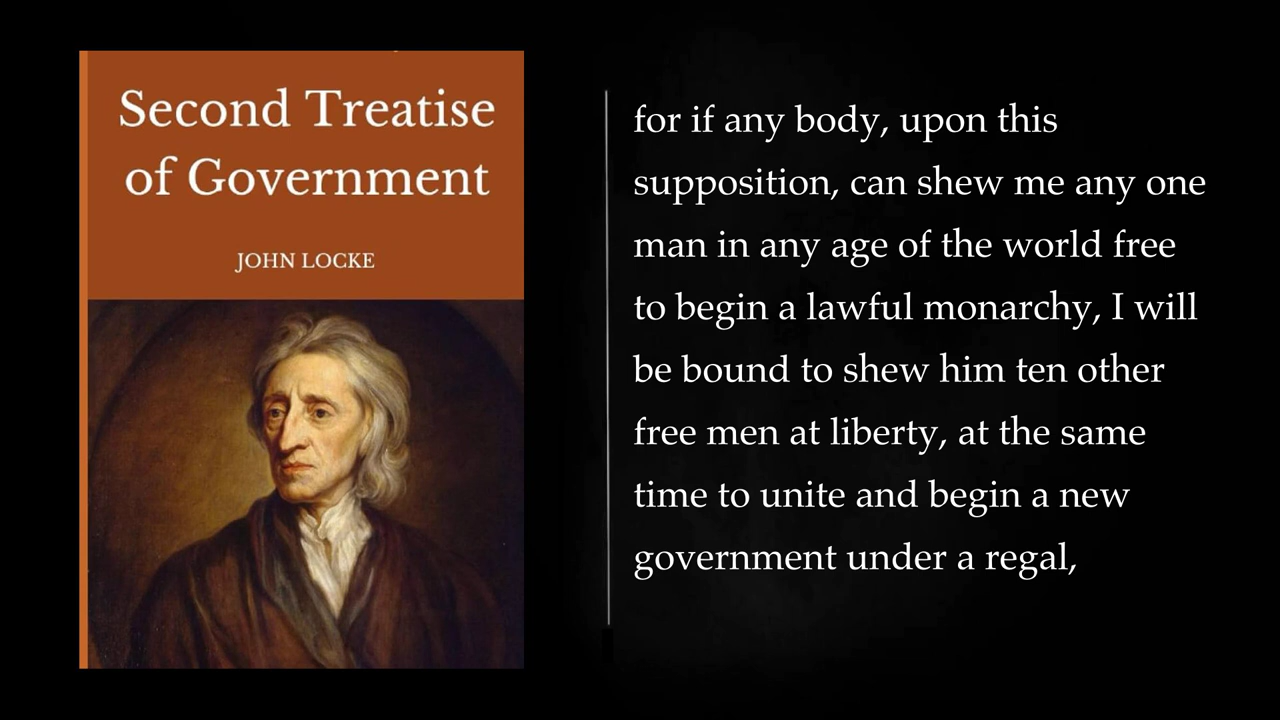 Second Treatise
of Government
JOHN LOCKE
for if any body, upon this
supposition, can shew me any one
man in any age of the world free
to begin a lawful monarchy, I will
be bound to shew him ten other
free men at liberty, at the same
time to unite and begin a new
government under a regal,